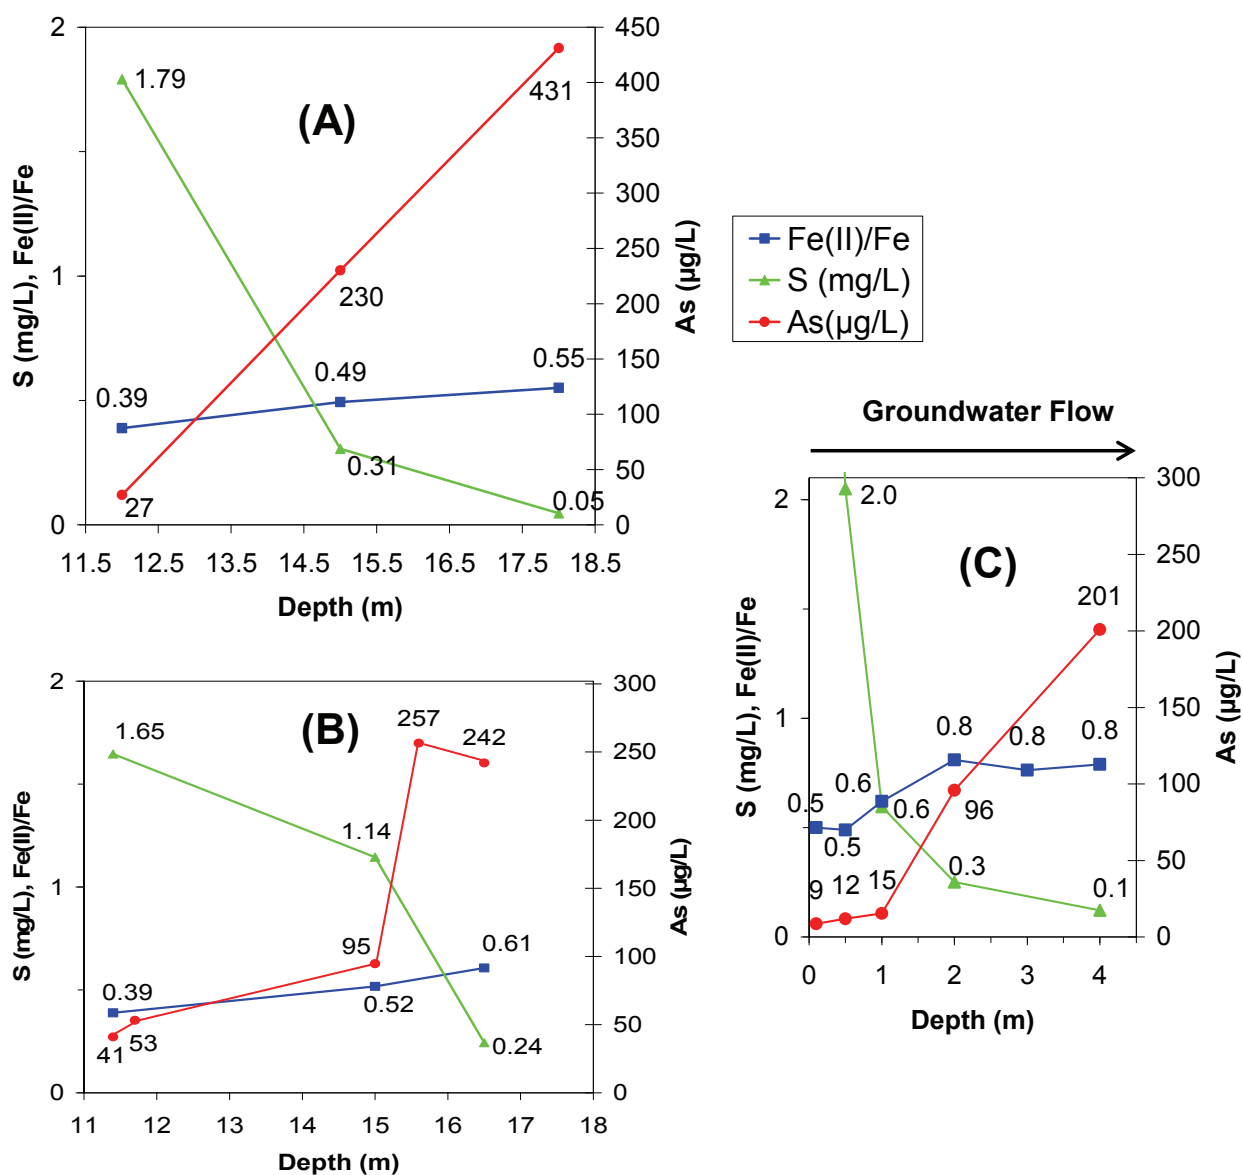 2
1
0
S (mg/L), Fe(II)/Fe
450
400
350
300
250
200
150
100
50
0
As (µg/L)
(A)
1.79
431
230
0.55
0.49
0.39
0.31
0.05
27
11.5 12.5 13.5 14.5 15.5 16.5 17.5 18.5
Depth (m)
Fe(II)/Fe
S (mg/L)
As(µg/L)
2
1
0
S (mg/L), Fe(II)/Fe
300
250
200
150
100
50
0
As (µg/L)
(B)
1.65
257
242
1.14
95
0.61
0.52
0.39
53
41
0.24
11 12 13 14 15 16 17 18
Depth (m)
Groundwater Flow
2
1
0
S (mg/L), Fe(II)/Fe
300
250
200
150
100
50
0
As (µg/L)
(C)
2.0
201
0.8 0.8 0.8
0.6
0.5 0.6
96
0.5
9 12 15
0.3
0.1
0 1 2 3 4
Depth (m)